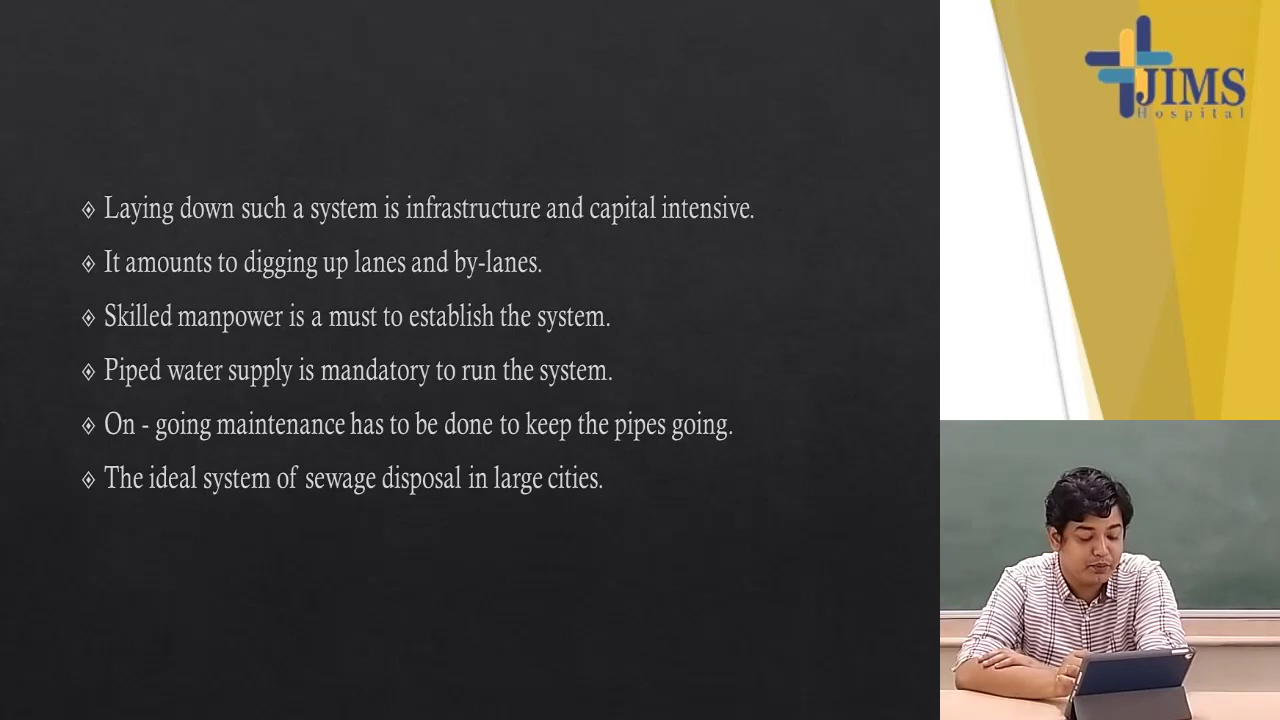 JIMS
Hospital
Laying down such a system is infrastructure and capital intensive.
It amounts to digging up lanes and by-lanes.
Skilled manpower is a must to establish the system.
Piped water supply is mandatory to run the system.
On - going maintenance has to be done to keep the pipes going.
The ideal system of sewage disposal in large cities.